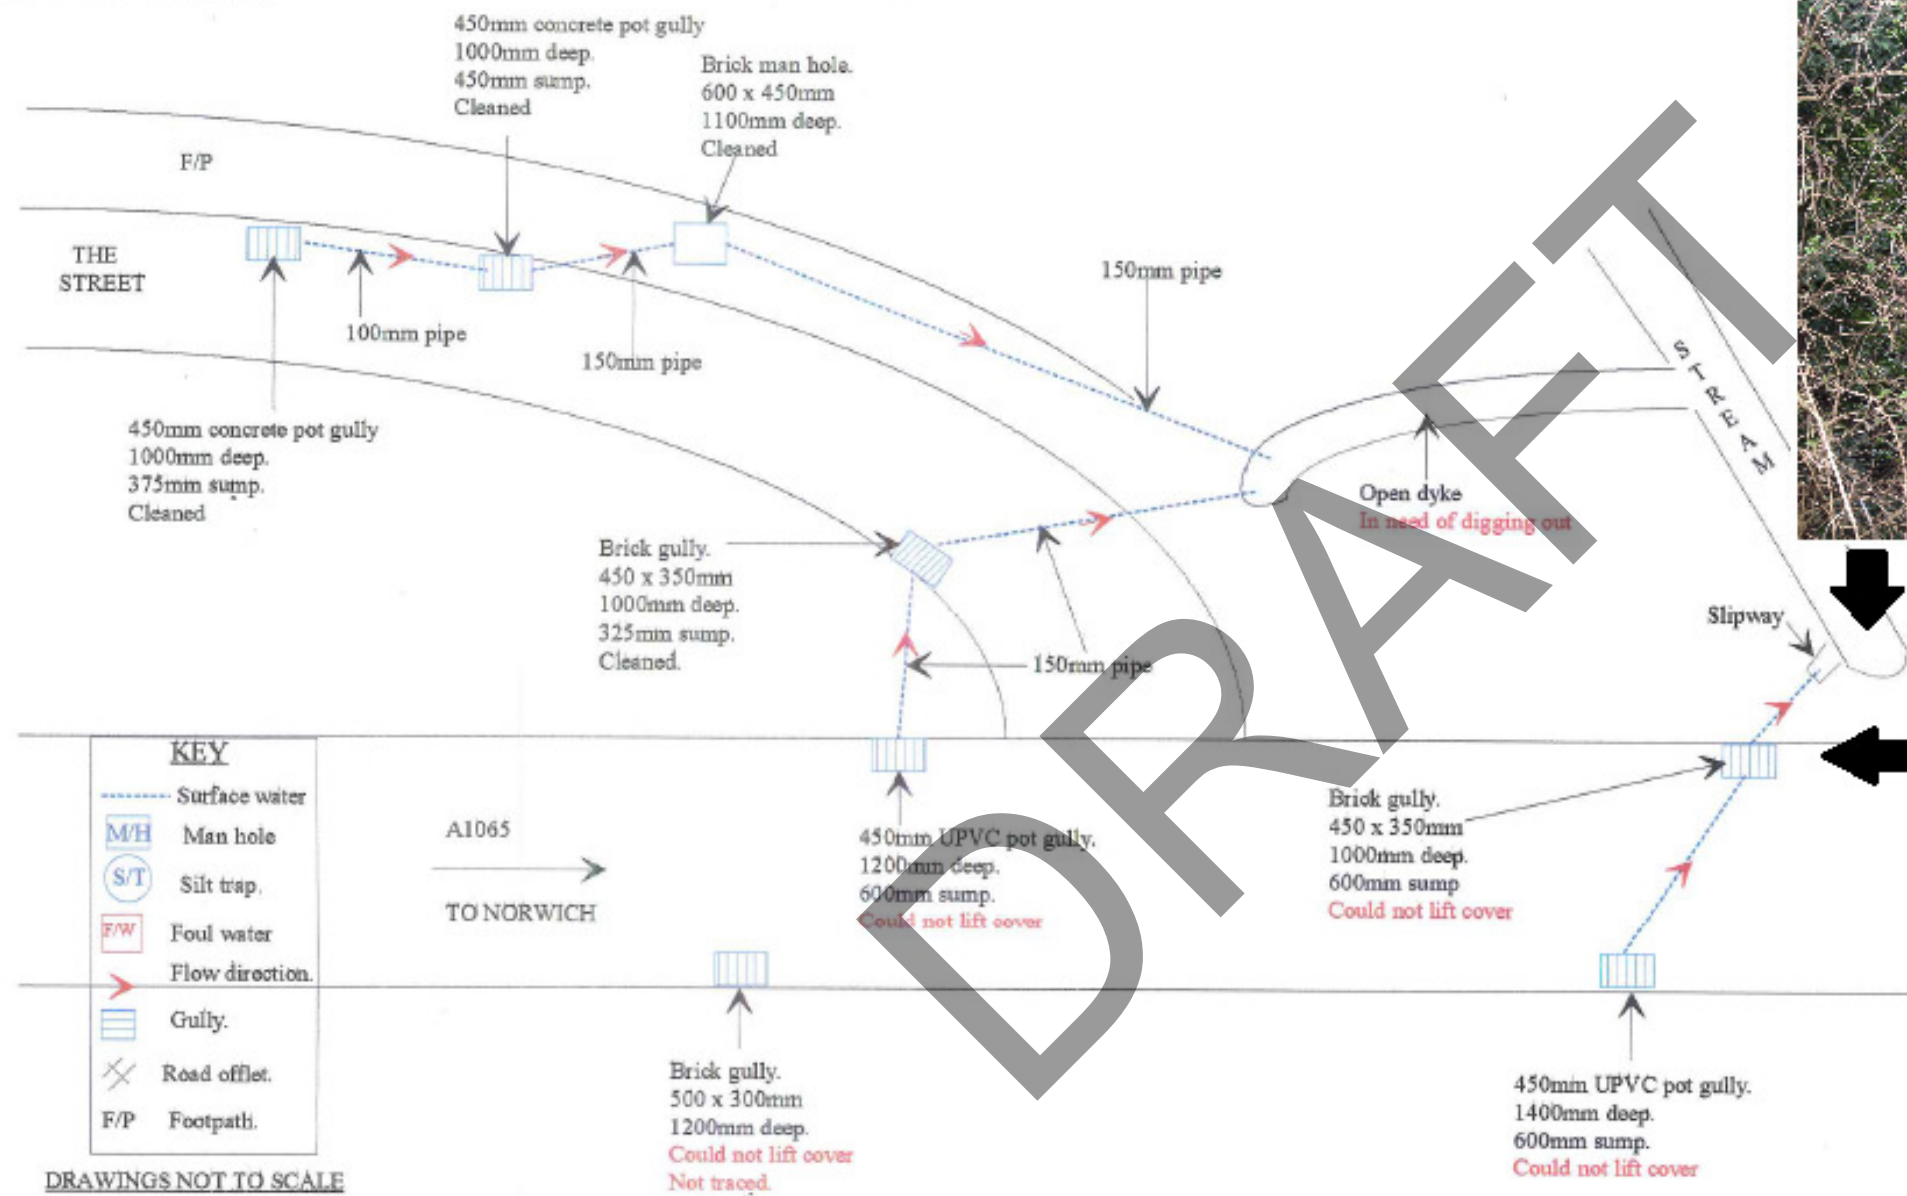 450mm concrete pot gully
1000mm deep.
450mm sump.
Cleaned
Brick man hole.
600 x 450mm
1100mm deep.
Cleaned
F/P
THE
STREET
100mm pipe
150mm pipe
150mm pipe
STREAM
450mm concrete pot gully
1000mm deep.
375mm sump.
Cleaned
Open dyke
In need of digging out
Brick gully.
450 x 350mm
1000mm deep.
325mm sump.
Cleaned.
150mm pipe
Slipway
KEY
Surface water
M/H Man hole
S/T Silt trap.
F/W Foul water
Flow direction.
Gully.
Road offlet.
F/P Footpath.
DRAWINGS NOT TO SCALE
A1065
TO NORWICH
450mm UPVC pot gully.
1200mm deep.
600mm sump.
Could not lift cover
Brick gully.
450 x 350mm
1000mm deep.
600mm sump
Could not lift cover
Brick gully.
500 x 300mm
1200mm deep.
Could not lift cover
Not traced.
450mm UPVC pot gully.
1400mm deep.
600mm sump.
Could not lift cover
DRAFT